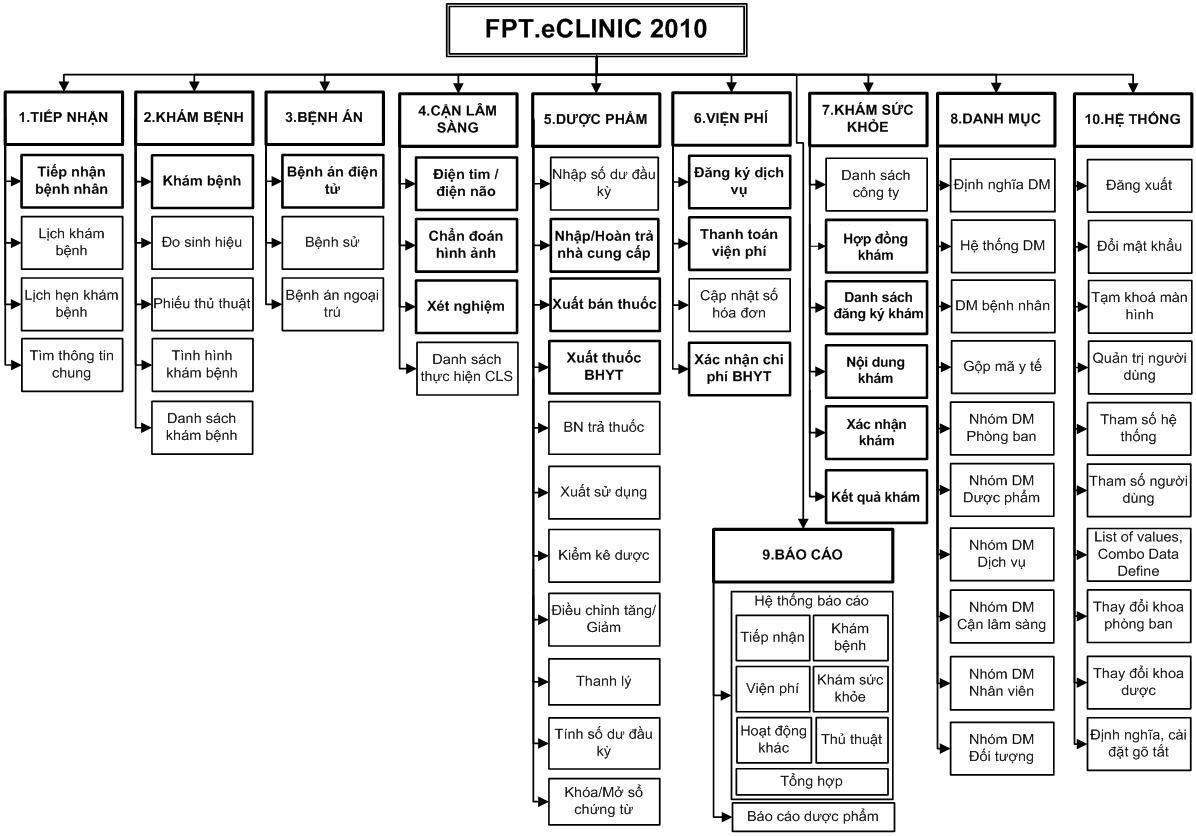 FPT.eCLINIC 2010
1.TIẾP NHẬN
Tiếp nhận
bệnh nhân
Lịch khám
bệnh
Lịch hẹn khám
bệnh
Tìm thông tin
chung
2.KHÁM BỆNH
Khám bệnh
Đo sinh hiệu
Phiếu thủ thuật
Tình hình
khám bệnh
Danh sách
khám bệnh
3.BỆNH ÁN
Bệnh án điện
tử
Bệnh sử
Bệnh án ngoại
trú
4.CẬN LÂM
SÀNG
Điện tim /
điện não
Chẩn đoán
hình ảnh
Xét nghiệm
Danh sách
thực hiện CLS
5.DƯỢC PHẨM
Nhập số dư đầu
kỳ
Nhập/Hoàn trả
nhà cung cấp
Xuất bán thuốc
Xuất thuốc
BHYT
BN trả thuốc
Xuất sử dụng
Kiểm kê dược
Điều chỉnh tăng/
Giảm
Thanh lý
Tính số dư đầu
kỳ
Khóa/Mở sổ
chứng từ
6.VIỆN PHÍ
Đăng ký dịch
vụ
Thanh toán
viện phí
Cập nhật số
hóa đơn
Xác nhận chi
phí BHYT
7.KHÁM SỨC
KHỎE
Danh sách
công ty
Hợp đồng
khám
Danh sách
đăng ký khám
Nội dung
khám
Xác nhận
khám
Kết quả khám
8.DANH MỤC
Định nghĩa DM
Hệ thống DM
DM bệnh nhân
Gộp mã y tế
Nhóm DM
Phòng ban
Nhóm DM
Dược phẩm
Nhóm DM
Dịch vụ
Nhóm DM
Cận lâm sàng
Nhóm DM
Nhân viên
Nhóm DM
Đối tượng
9.BÁO CÁO
Hệ thống báo cáo
Tiếp nhận
Khám
bệnh
Viện phí
Khám sức
khỏe
Hoạt động
khác
Thủ thuật
Tổng hợp
Báo cáo dược phẩm
10.HỆ THỐNG
Đăng xuất
Đổi mật khẩu
Tạm khoá màn
hình
Quản trị người
dùng
Tham số hệ
thống
Tham số người
dùng
List of values,
Combo Data
Define
Thay đổi khoa
phòng ban
Thay đổi khoa
dược
Định nghĩa, cài
đặt gõ tắt